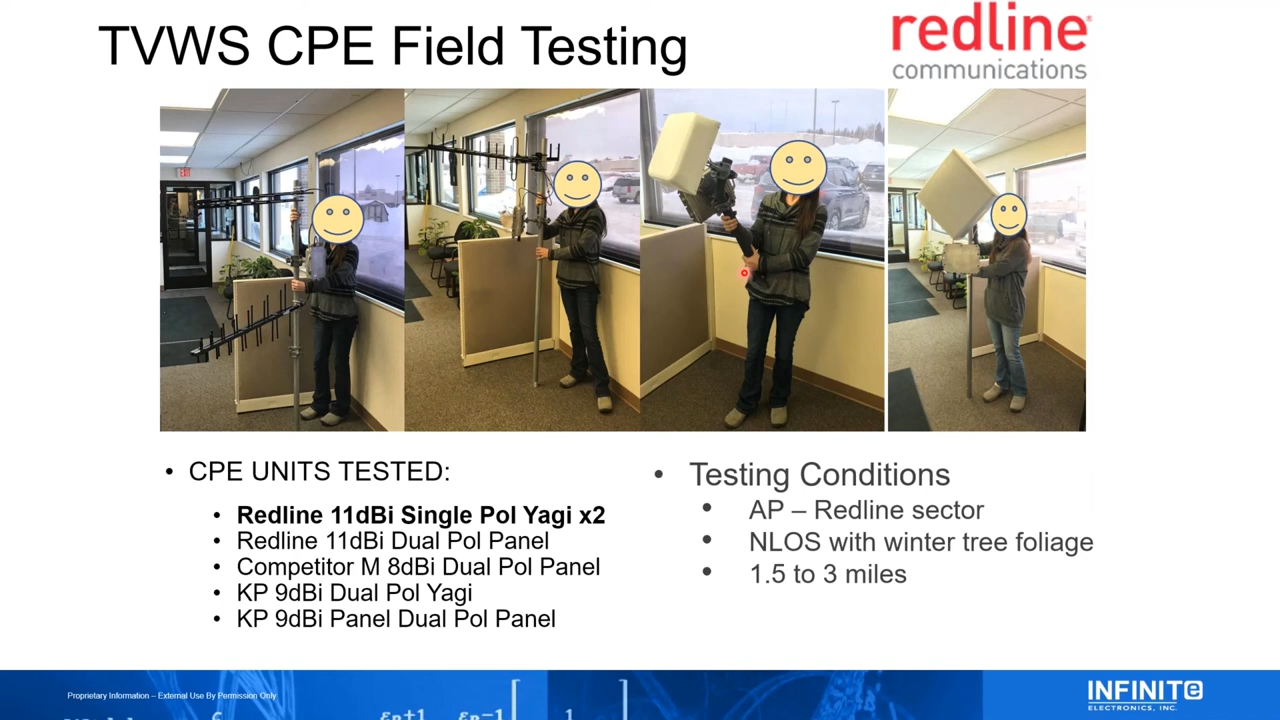 TVWS CPE Field Testing
redline
communications
EXIT
• CPE UNITS TESTED:
• Redline 11dBi Single Pol Yagi x2
• Redline 11dBi Dual Pol Panel
• Competitor M 8dBi Dual Pol Panel
• KP 9dBi Dual Pol Yagi
• KP 9dBi Panel Dual Pol Panel
• Testing Conditions
• AP – Redline sector
• NLOS with winter tree foliage
• 1.5 to 3 miles
Proprietary Information – External Use By Permission Only
INFINITE
ELECTRONICS, INC.